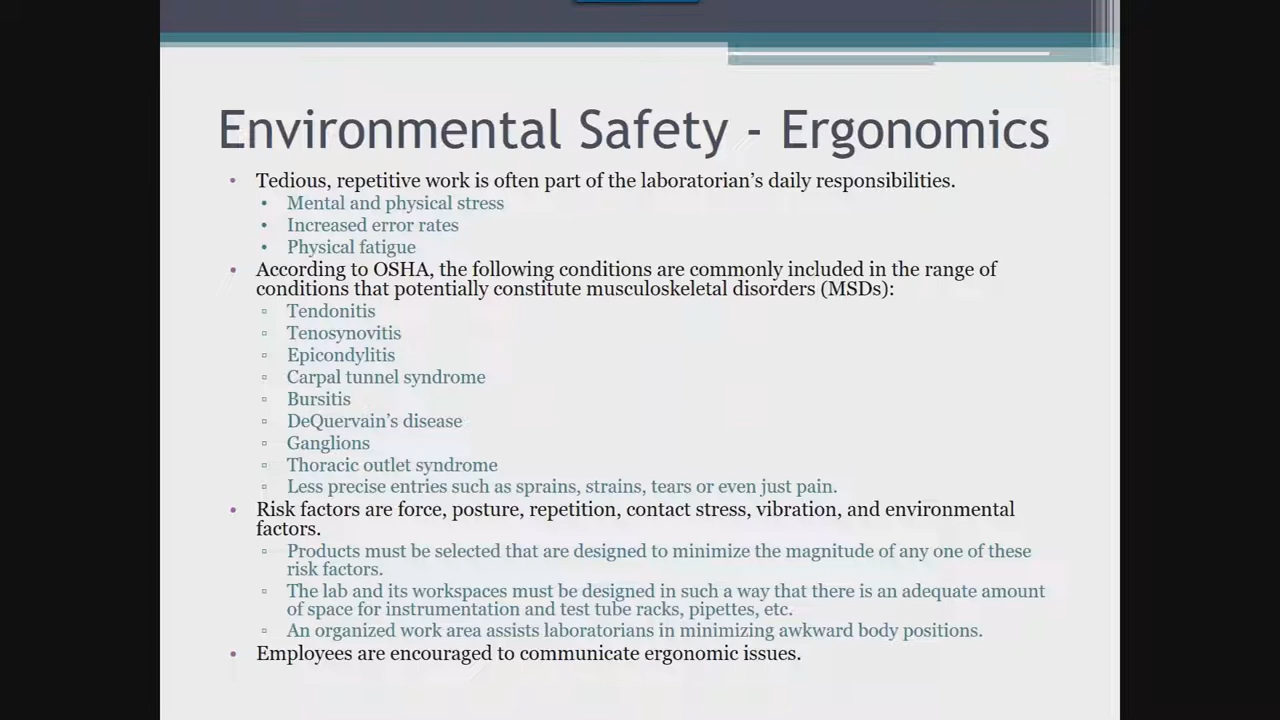 Environmental Safety - Ergonomics
• Tedious, repetitive work is often part of the laboratorian's daily responsibilities.
• Mental and physical stress
• Increased error rates
• Physical fatigue
• According to OSHA, the following conditions are commonly included in the range of
conditions that potentially constitute musculoskeletal disorders (MSDs):
▫ Tendonitis
▫ Tenosynovitis
▫ Epicondylitis
▫ Carpal tunnel syndrome
▫ Bursitis
▫ DeQuervain's disease
▫ Ganglions
▫ Thoracic outlet syndrome
▫ Less precise entries such as sprains, strains, tears or even just pain.
• Risk factors are force, posture, repetition, contact stress, vibration, and environmental
factors.
▫ Products must be selected that are designed to minimize the magnitude of any one of these
risk factors.
▫ The lab and its workspaces must be designed in such a way that there is an adequate amount
of space for instrumentation and test tube racks, pipettes, etc.
▫ An organized work area assists laboratorians in minimizing awkward body positions.
• Employees are encouraged to communicate ergonomic issues.